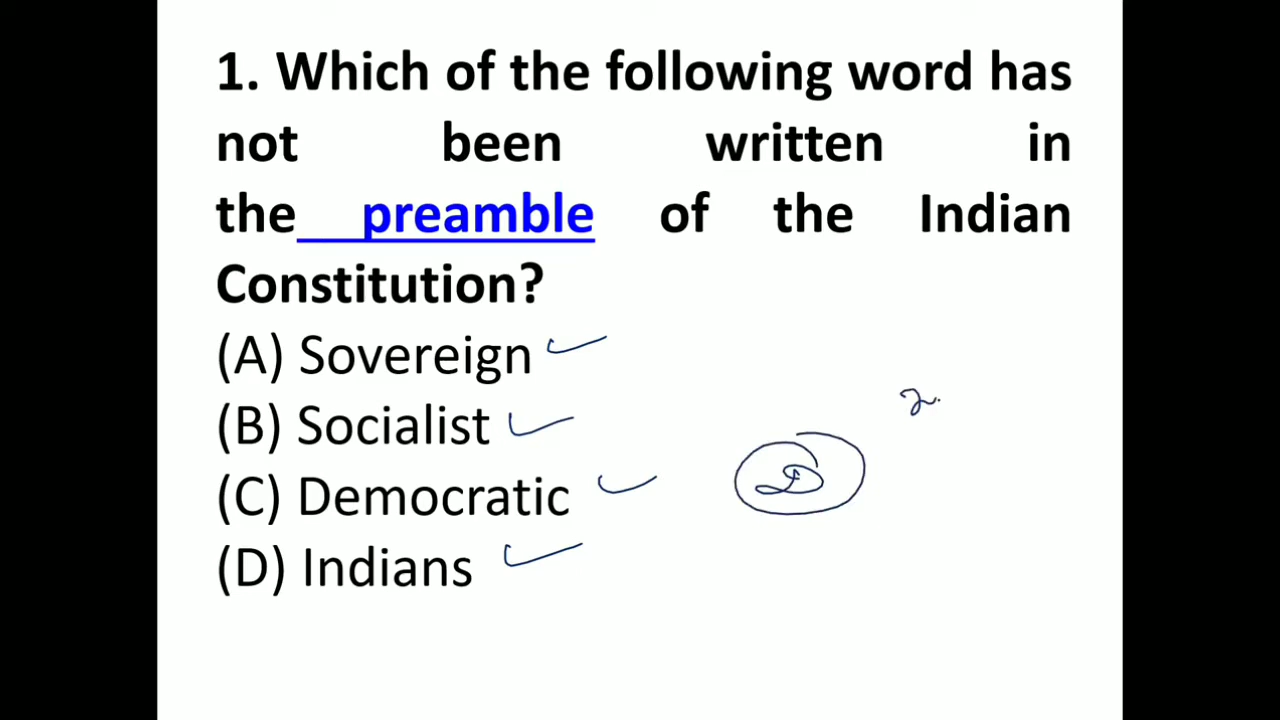 1. Which of the following word has
not been written in
the preamble of the Indian
Constitution?
(A) Sovereign
(B) Socialist
(C) Democratic
(D) Indians
D